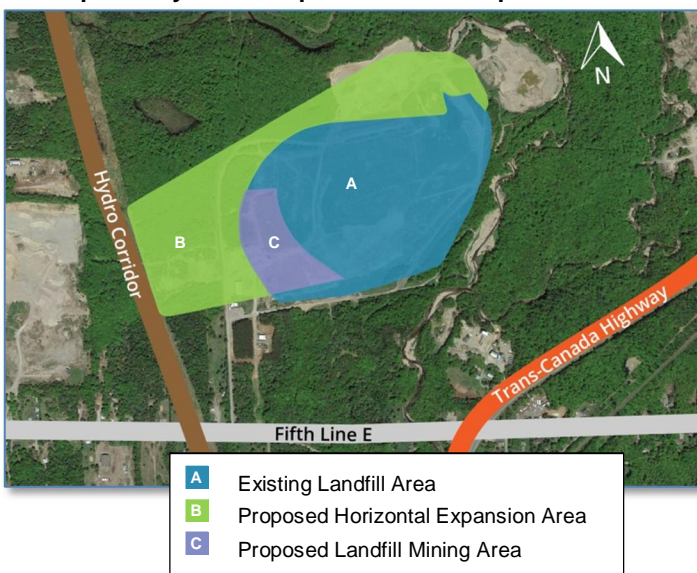 N
A
Hydro Corridor
B
C
Trans-Canada Highway
Fifth Line E
A Existing Landfill Area
B Proposed Horizontal Expansion Area
C Proposed Landfill Mining Area